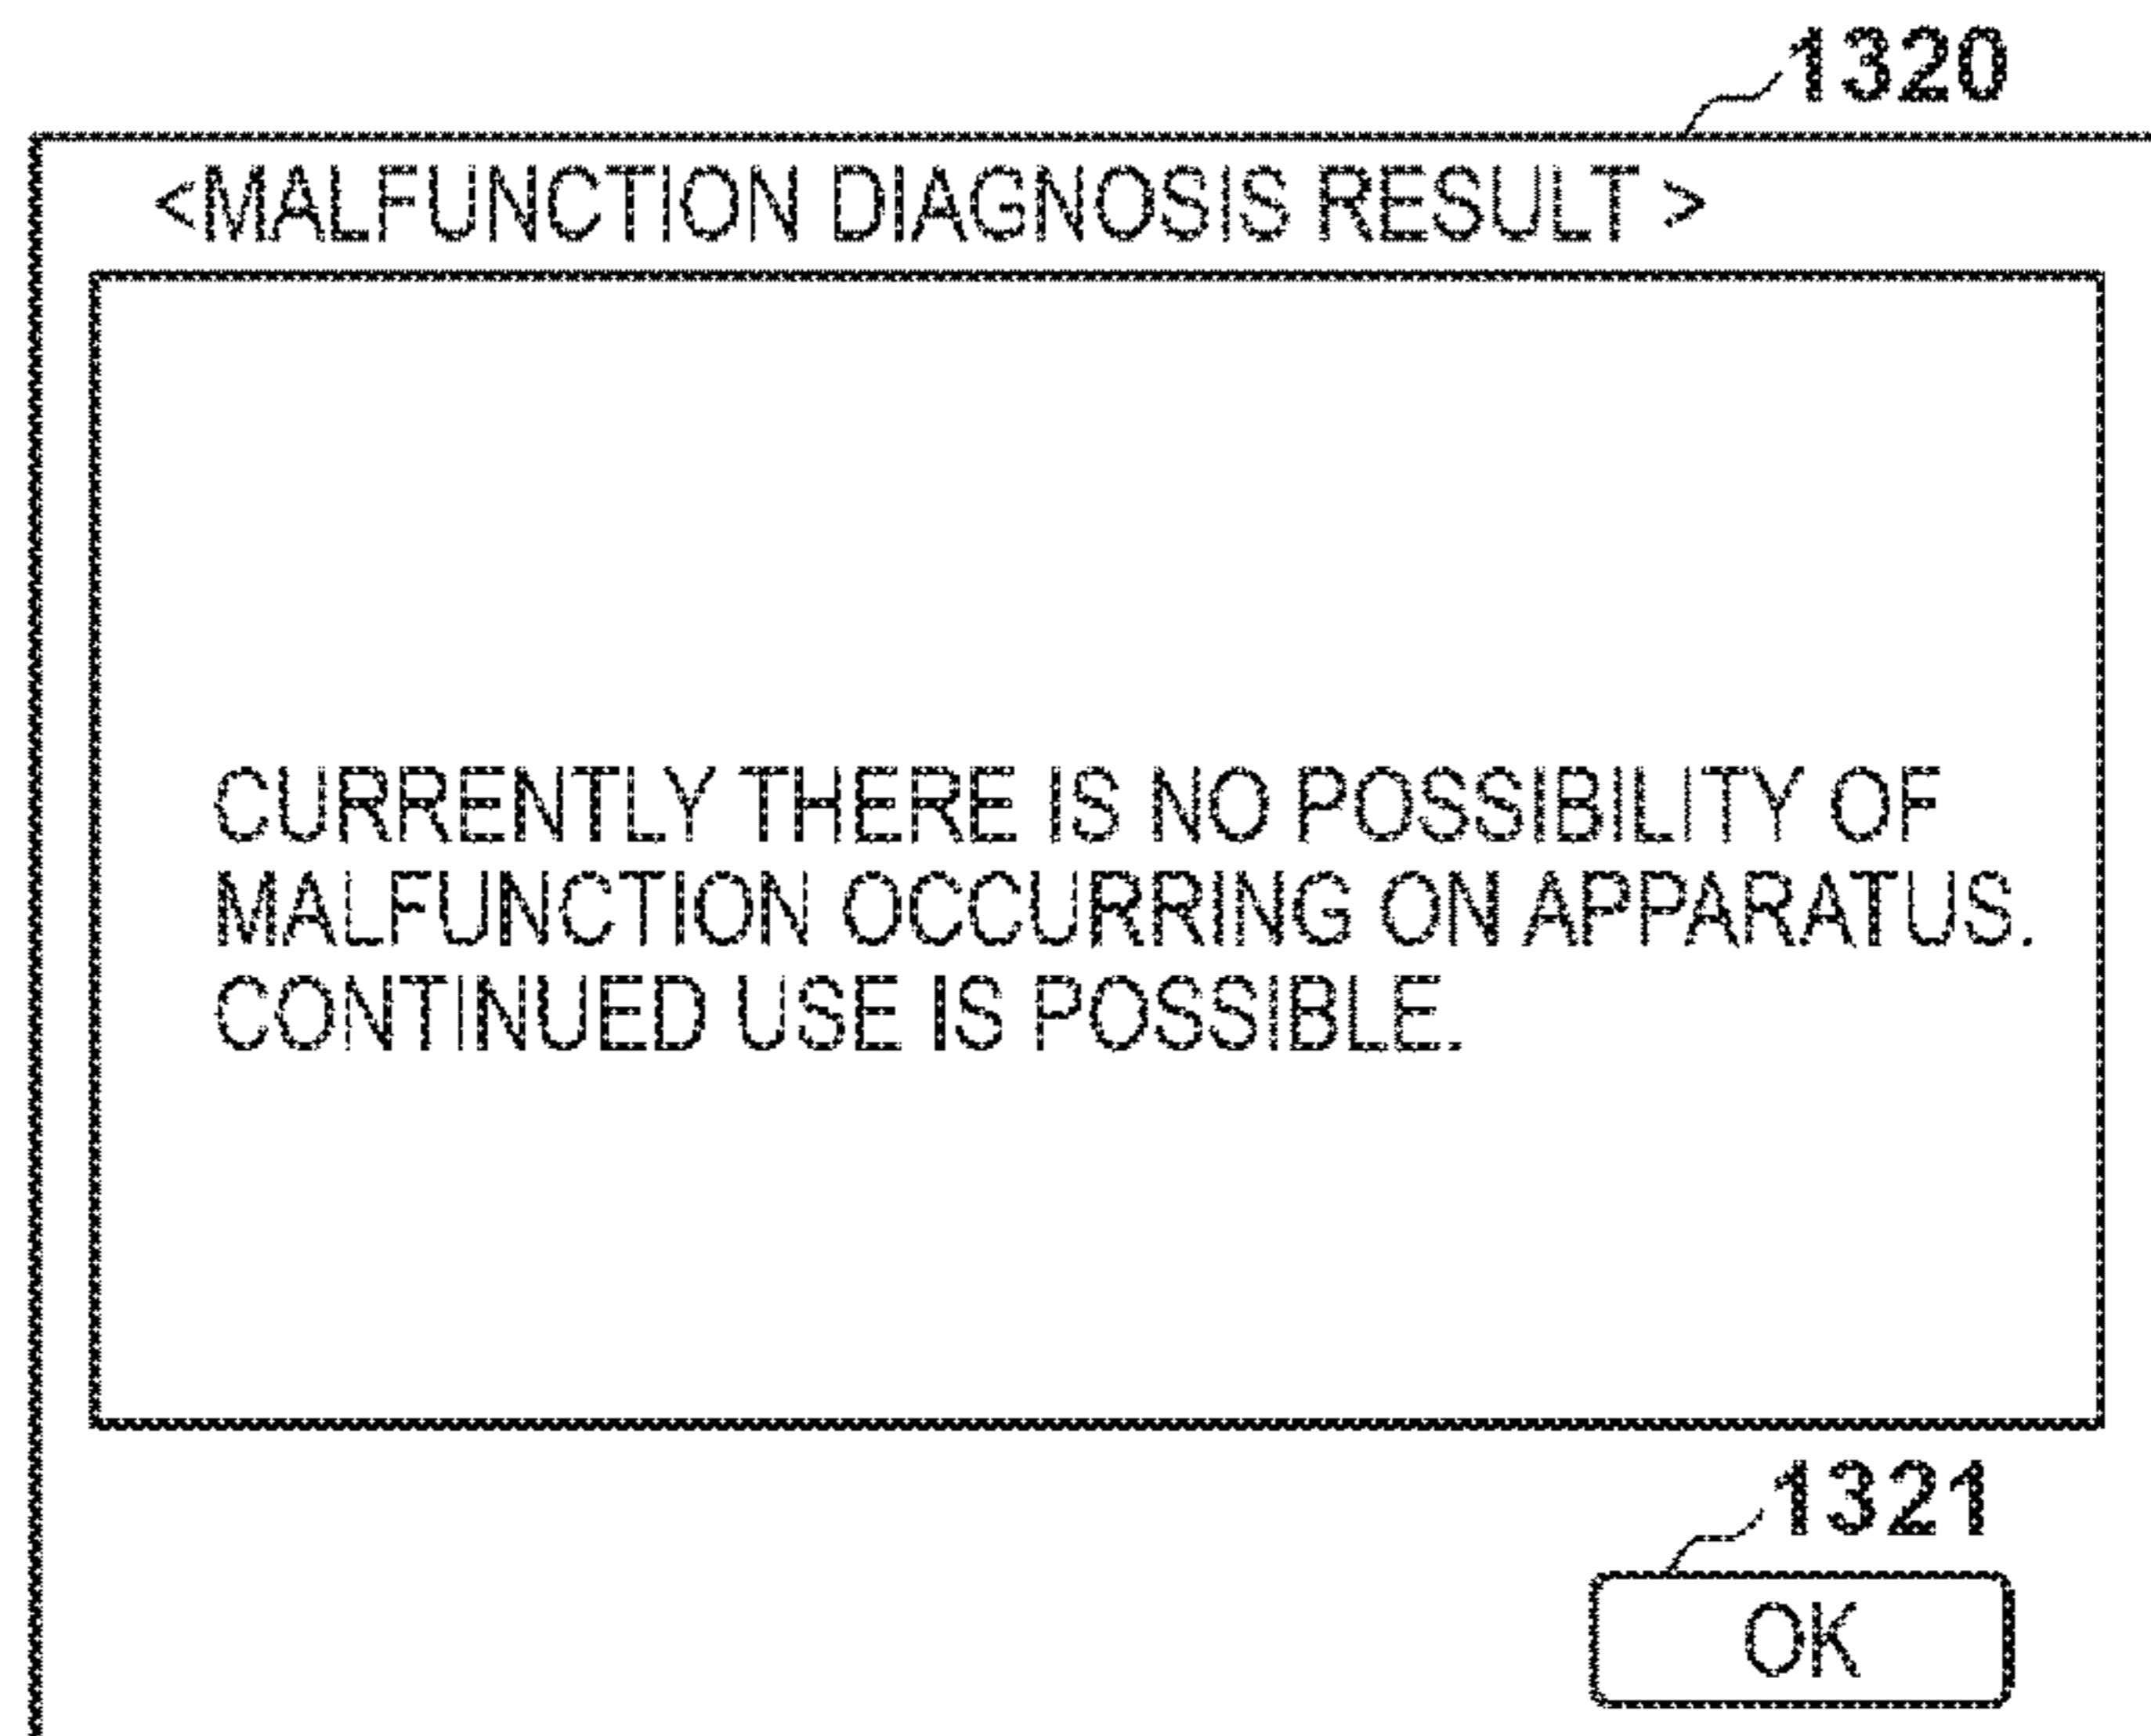 1320
<MALFUNCTION DIAGNOSIS RESULT >
CURRENTLY THERE IS NO POSSIBILITY OF
MALFUNCTION OCCURRING ON APPARATUS.
CONTINUED USE IS POSSIBLE.
1321
OK